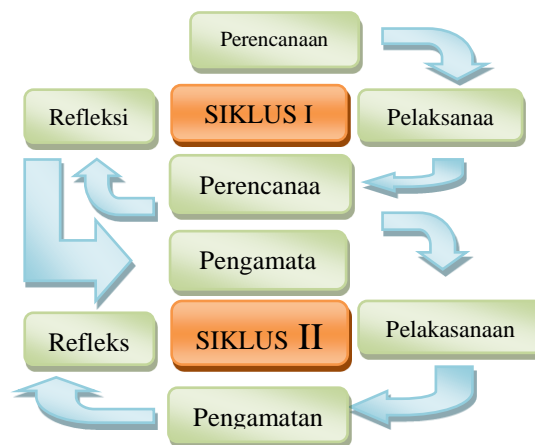 Perencanaan
Refleksi
SIKLUS I
Pelaksanaa
Perencanaa
Pengamata
Refleks
SIKLUS II
Pelakasanaan
Pengamatan